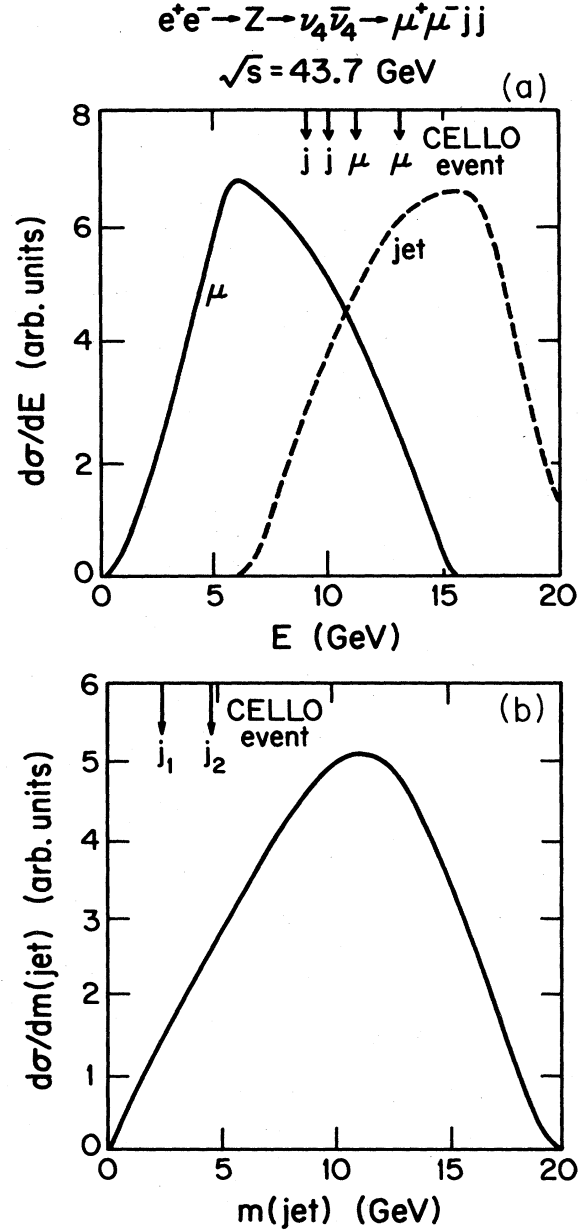 e⁺e⁻→Z→ν₄ν̄₄→μ⁺μ⁻jj
√s = 43.7 GeV
(a)
8
6
4
2
0
j j μ μ CELLO
event
jet
μ
dσ/dE (arb. units)
0 5 10 15 20
E (GeV)
(b)
6
5
4
3
2
1
0
CELLO
event
j₁ j₂
dσ/dm(jet) (arb. units)
0 5 10 15 20
m(jet) (GeV)